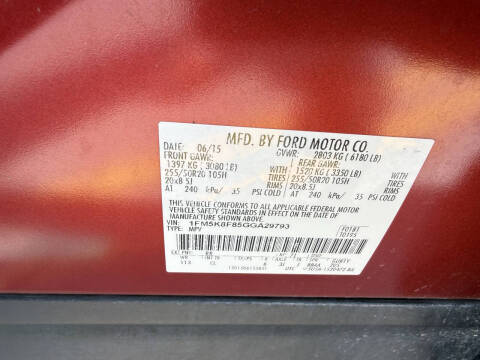 MFD. BY FORD MOTOR CO.
DATE: 06/15 GVWR: 2803 KG ( 6180 LB)
FRONT GAWR: REAR GAWR:
1397 KG ( 3080 LB) WITH 1520 KG ( 3350 LB)
255/50R20 105H TIRES 255/50R20 105H
20x8.5J RIMS 20x8.5J
AT 240 kPa/ 35 PSI COLD AT 240 kPa/ 35 PSI COLD
THIS VEHICLE CONFORMS TO ALL APPLICABLE FEDERAL MOTOR
VEHICLE SAFETY STANDARDS IN EFFECT ON THE DATE OF
MANUFACTURE SHOWN ABOVE.
VIN: 1FM5K8F85GGA29793
TYPE: MPV
EXT PNT: RR